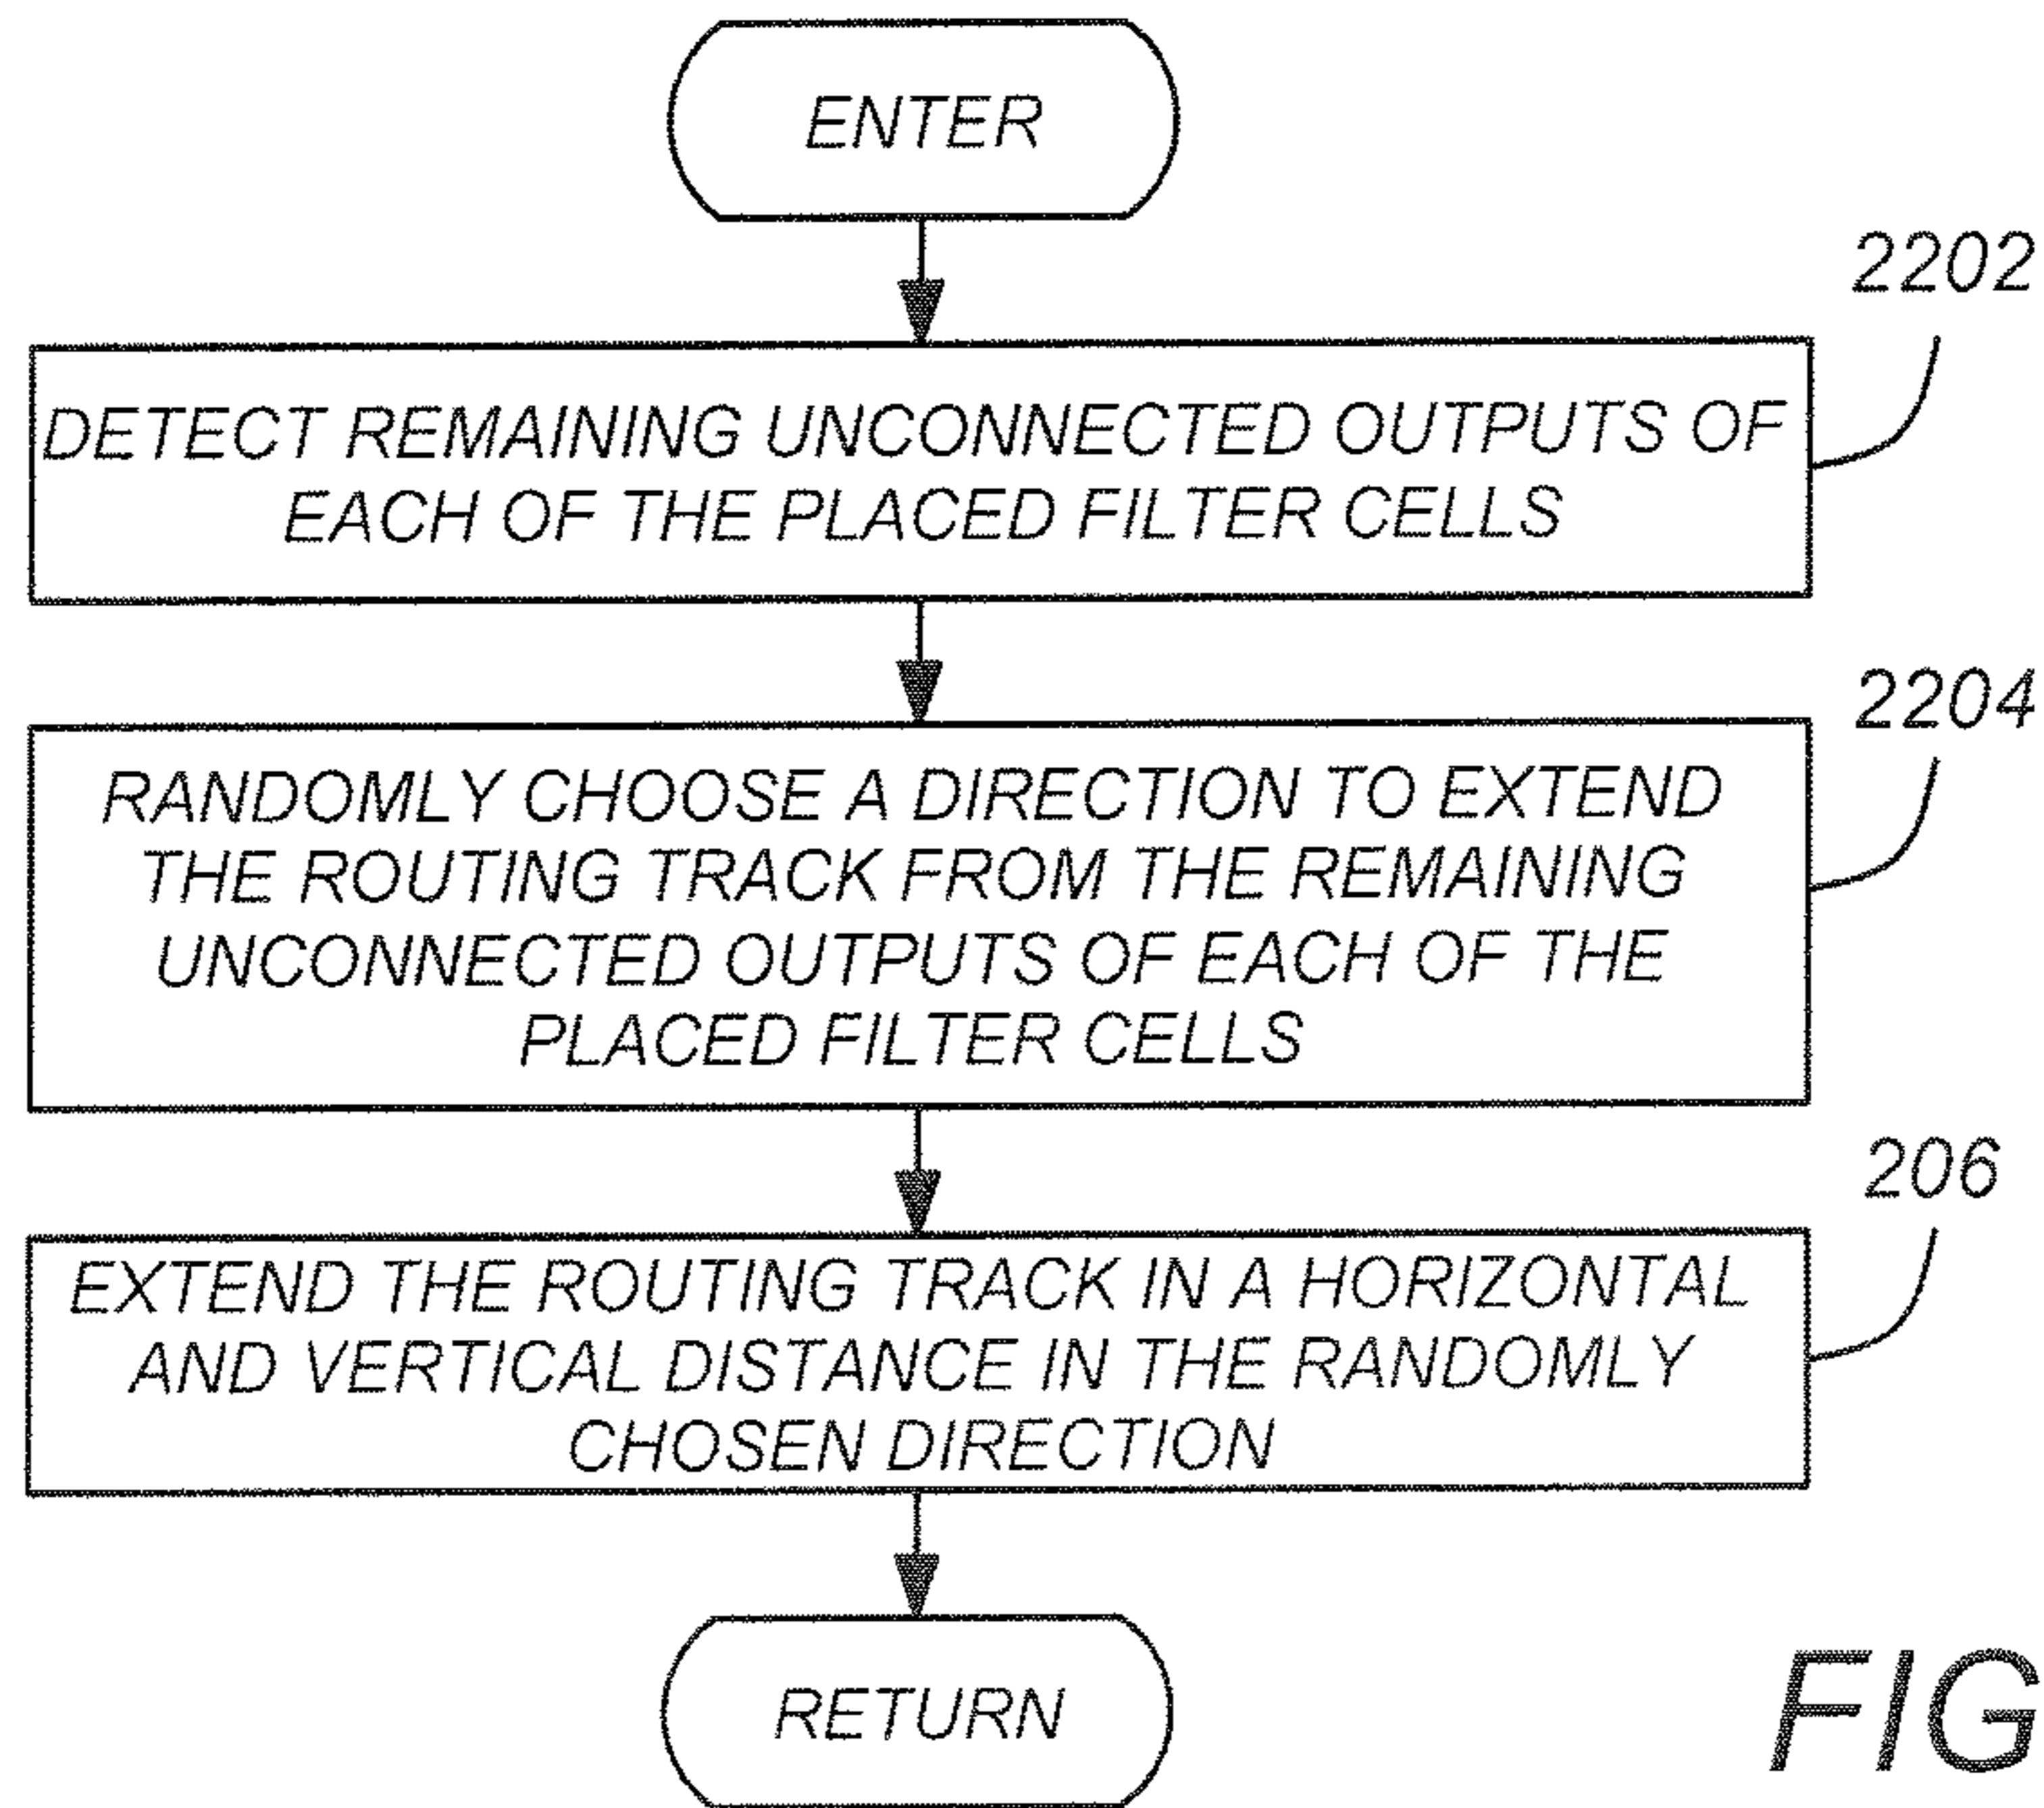 ENTER
2202
DETECT REMAINING UNCONNECTED OUTPUTS OF
EACH OF THE PLACED FILTER CELLS
2204
RANDOMLY CHOOSE A DIRECTION TO EXTEND
THE ROUTING TRACK FROM THE REMAINING
UNCONNECTED OUTPUTS OF EACH OF THE
PLACED FILTER CELLS
206
EXTEND THE ROUTING TRACK IN A HORIZONTAL
AND VERTICAL DISTANCE IN THE RANDOMLY
CHOSEN DIRECTION
RETURN
FIG